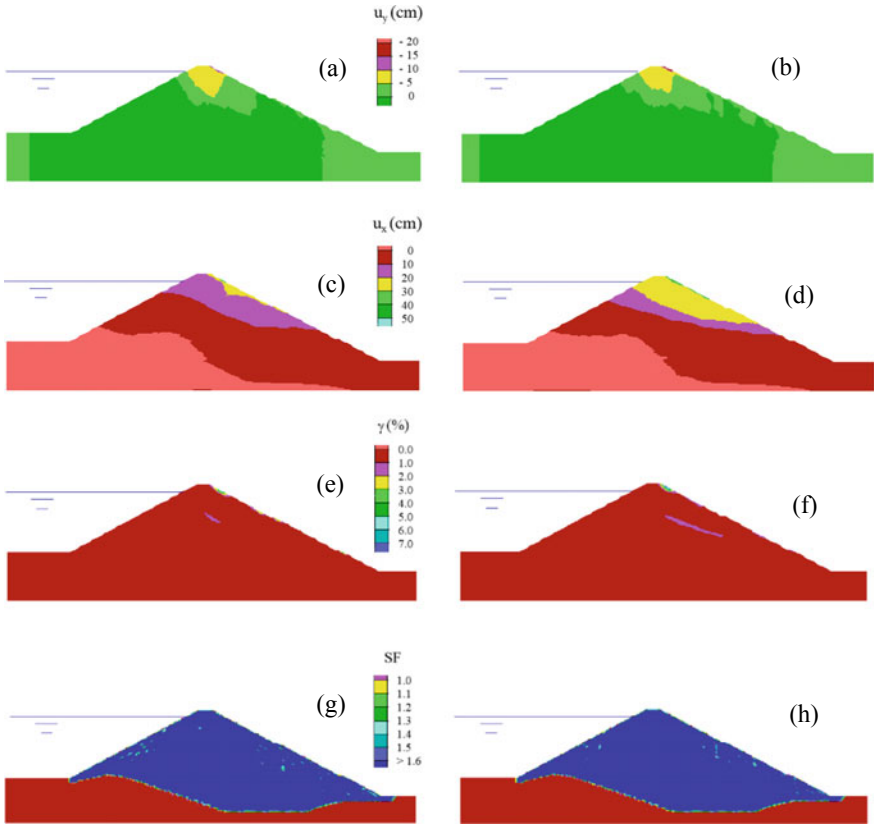 u_y (cm)
- 20
- 15
- 10
- 5
0
(a)
(b)
u_x (cm)
0
10
20
30
40
50
(c)
(d)
γ (%)
0.0
1.0
2.0
3.0
4.0
5.0
6.0
7.0
(e)
(f)
SF
1.0
1.1
1.2
1.3
1.4
1.5
> 1.6
(g)
(h)